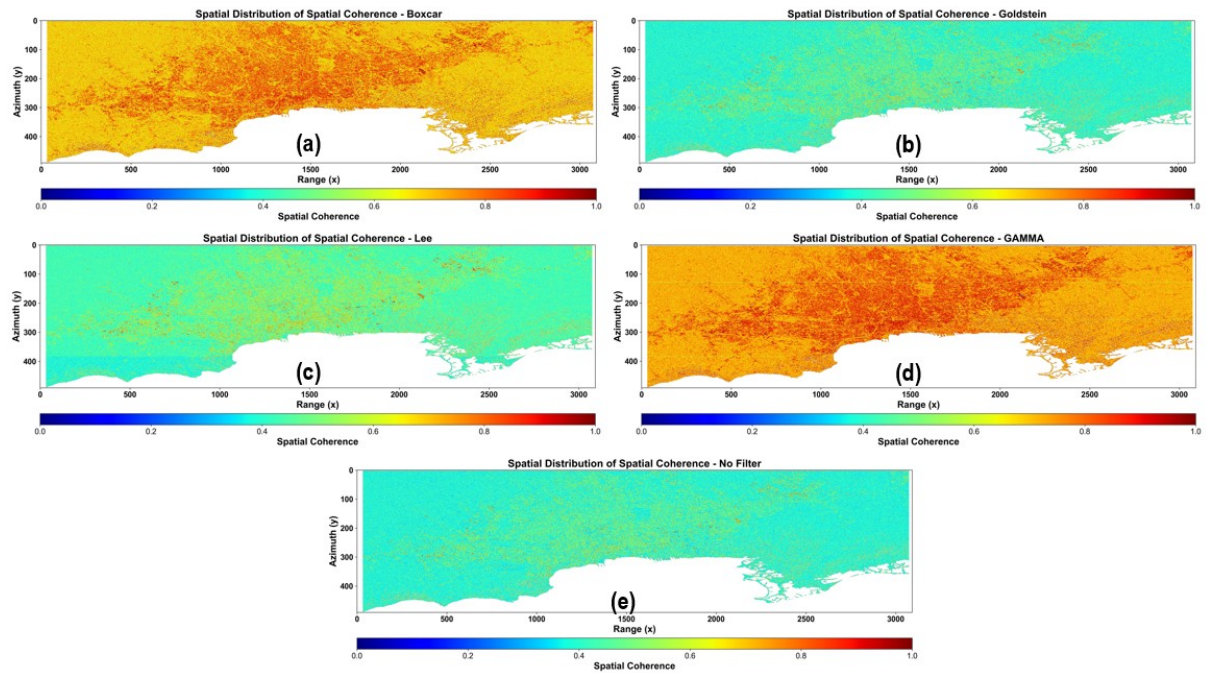 Spatial Distribution of Spatial Coherence - Boxcar
0
100
200
300
400
Azimuth (y)
(a)
500 1000 1500 2000 2500 3000
Range (x)
0.0 0.2 0.4 0.6 0.8 1.0
Spatial Coherence
Spatial Distribution of Spatial Coherence - Goldstein
0
100
200
300
400
Azimuth (y)
(b)
500 1000 1500 2000 2500 3000
Range (x)
0.0 0.2 0.4 0.6 0.8 1.0
Spatial Coherence
Spatial Distribution of Spatial Coherence - Lee
0
100
200
300
400
Azimuth (y)
(c)
500 1000 1500 2000 2500 3000
Range (x)
0.0 0.2 0.4 0.6 0.8 1.0
Spatial Coherence
Spatial Distribution of Spatial Coherence - GAMMA
0
100
200
300
400
Azimuth (y)
(d)
500 1000 1500 2000 2500 3000
Range (x)
0.0 0.2 0.4 0.6 0.8 1.0
Spatial Coherence
Spatial Distribution of Spatial Coherence - No Filter
0
100
200
300
400
Azimuth (y)
(e)
0 500 1000 1500 2000 2500 3000
Range (x)
0.0 0.2 0.4 0.6 0.8 1.0
Spatial Coherence